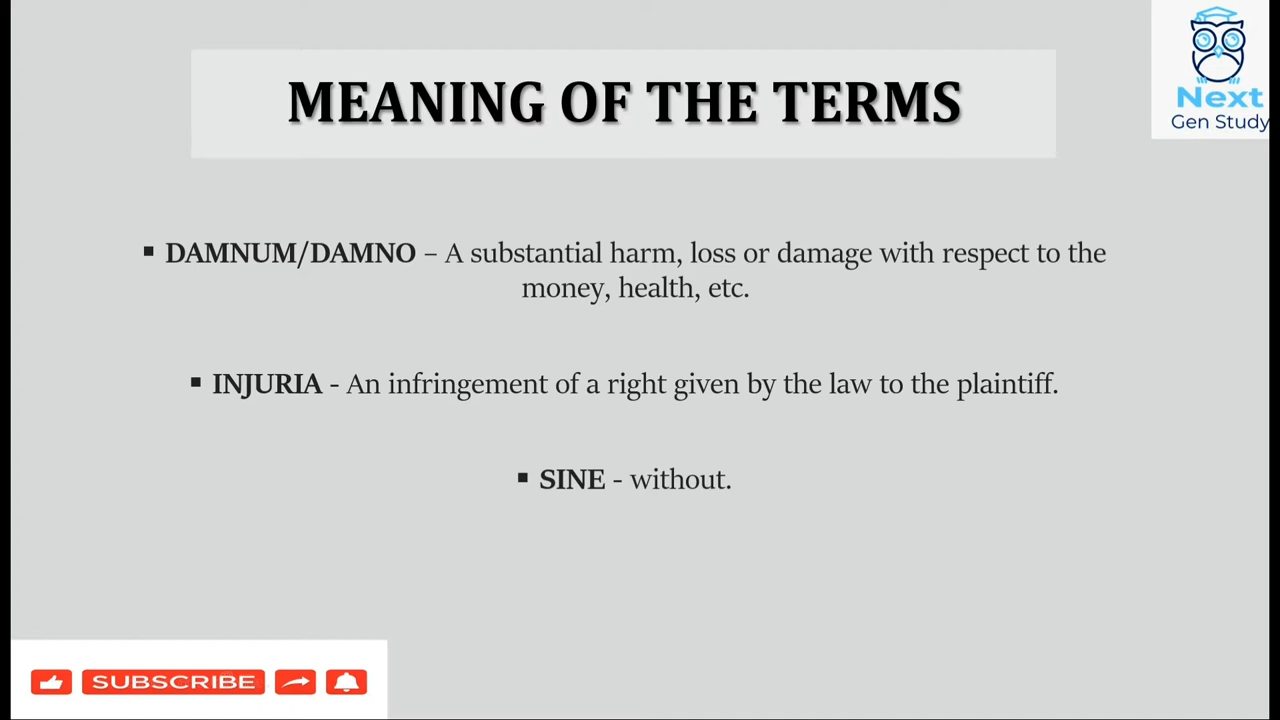 Next
Gen Study
MEANING OF THE TERMS
▪ DAMNUM/DAMNO – A substantial harm, loss or damage with respect to the
money, health, etc.
▪ INJURIA - An infringement of a right given by the law to the plaintiff.
▪ SINE - without.
SUBSCRIBE